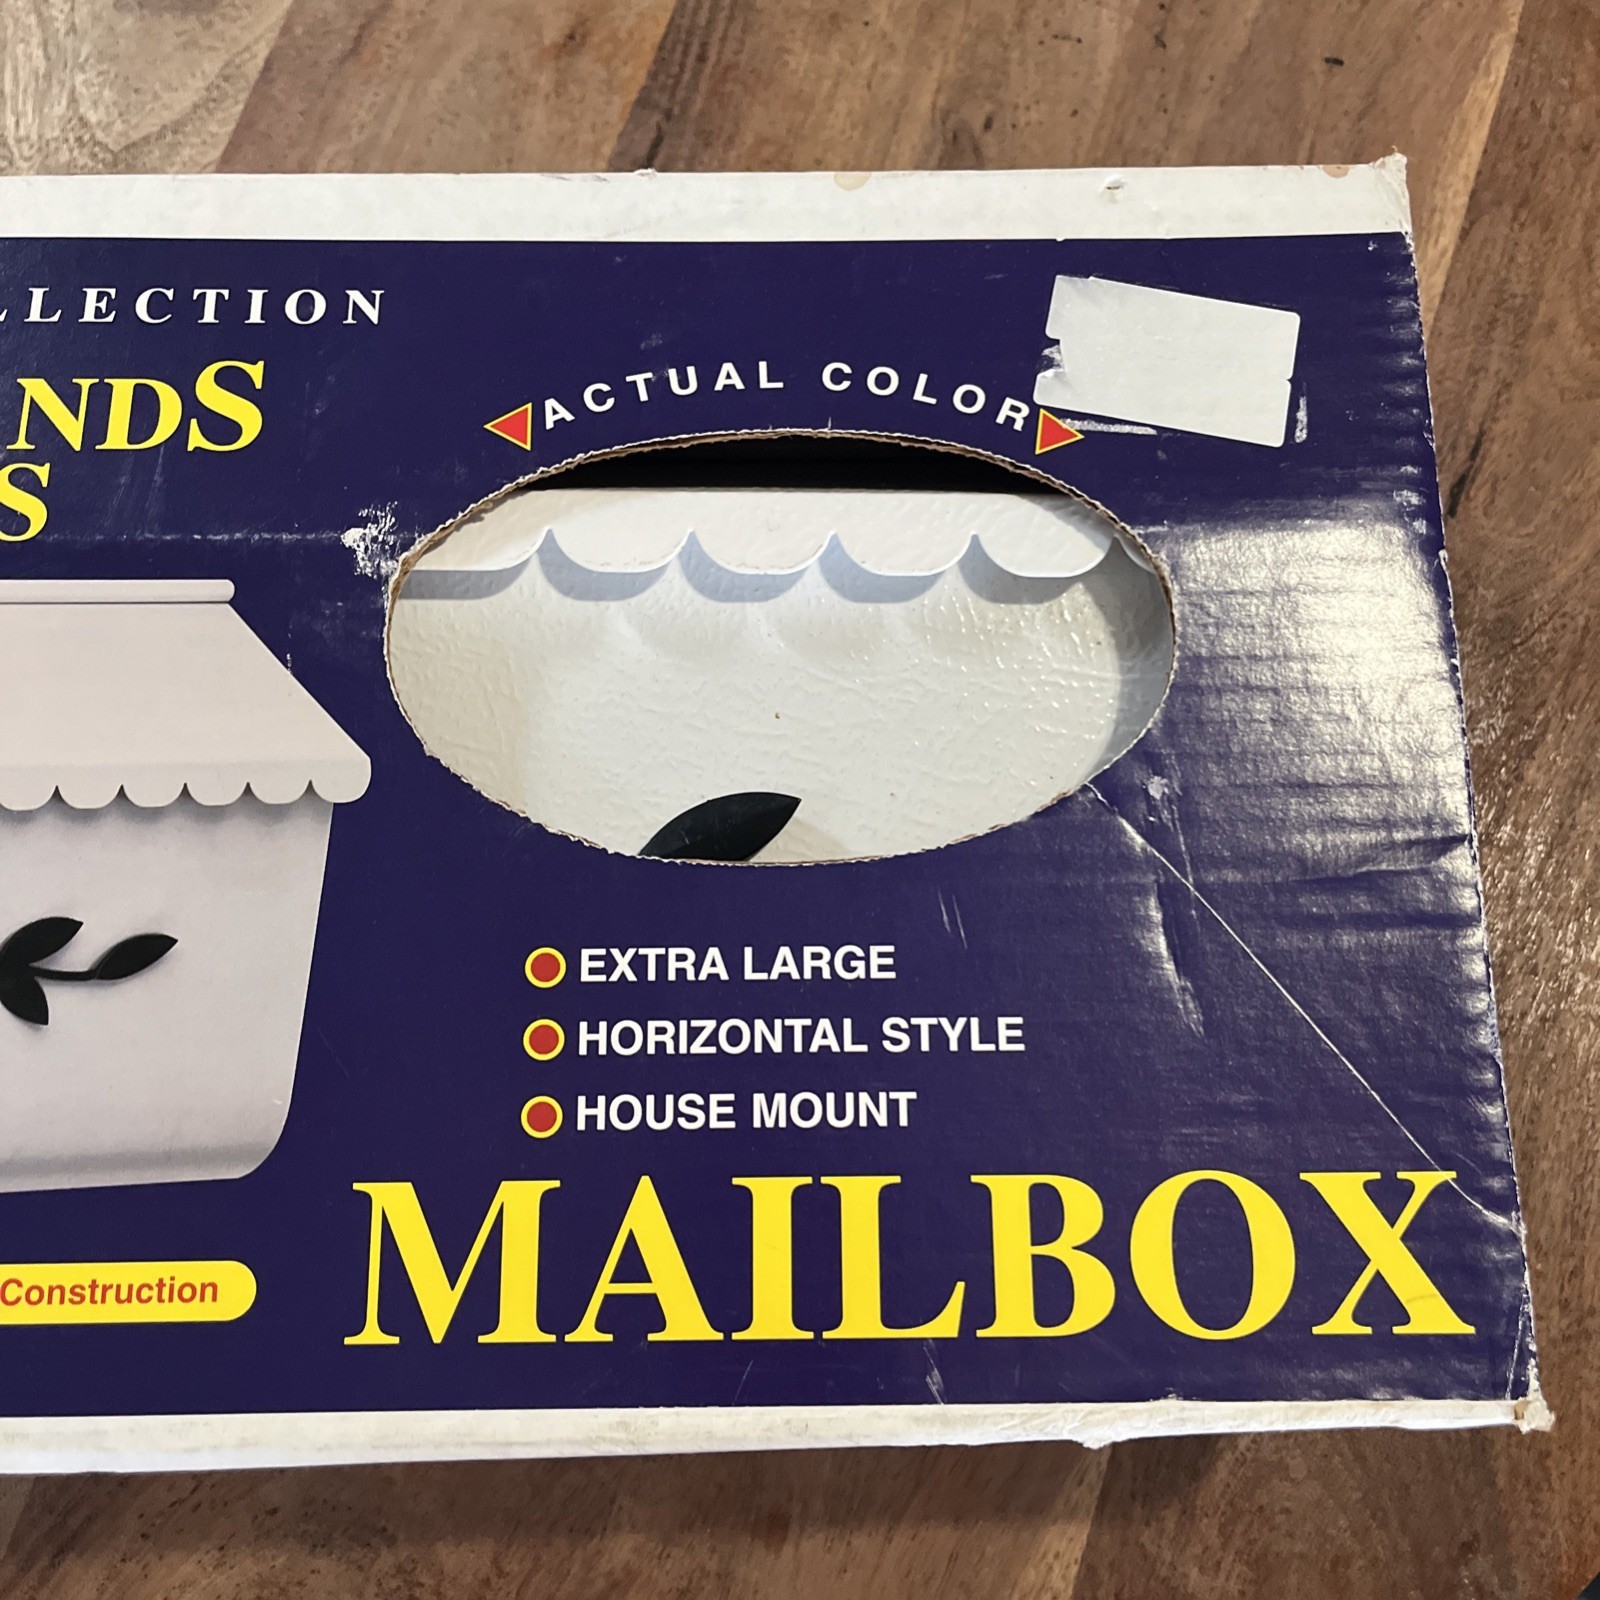 LLECTION
NDS
S
ACTUAL COLOR
EXTRA LARGE
HORIZONTAL STYLE
HOUSE MOUNT
Construction
MAILBOX